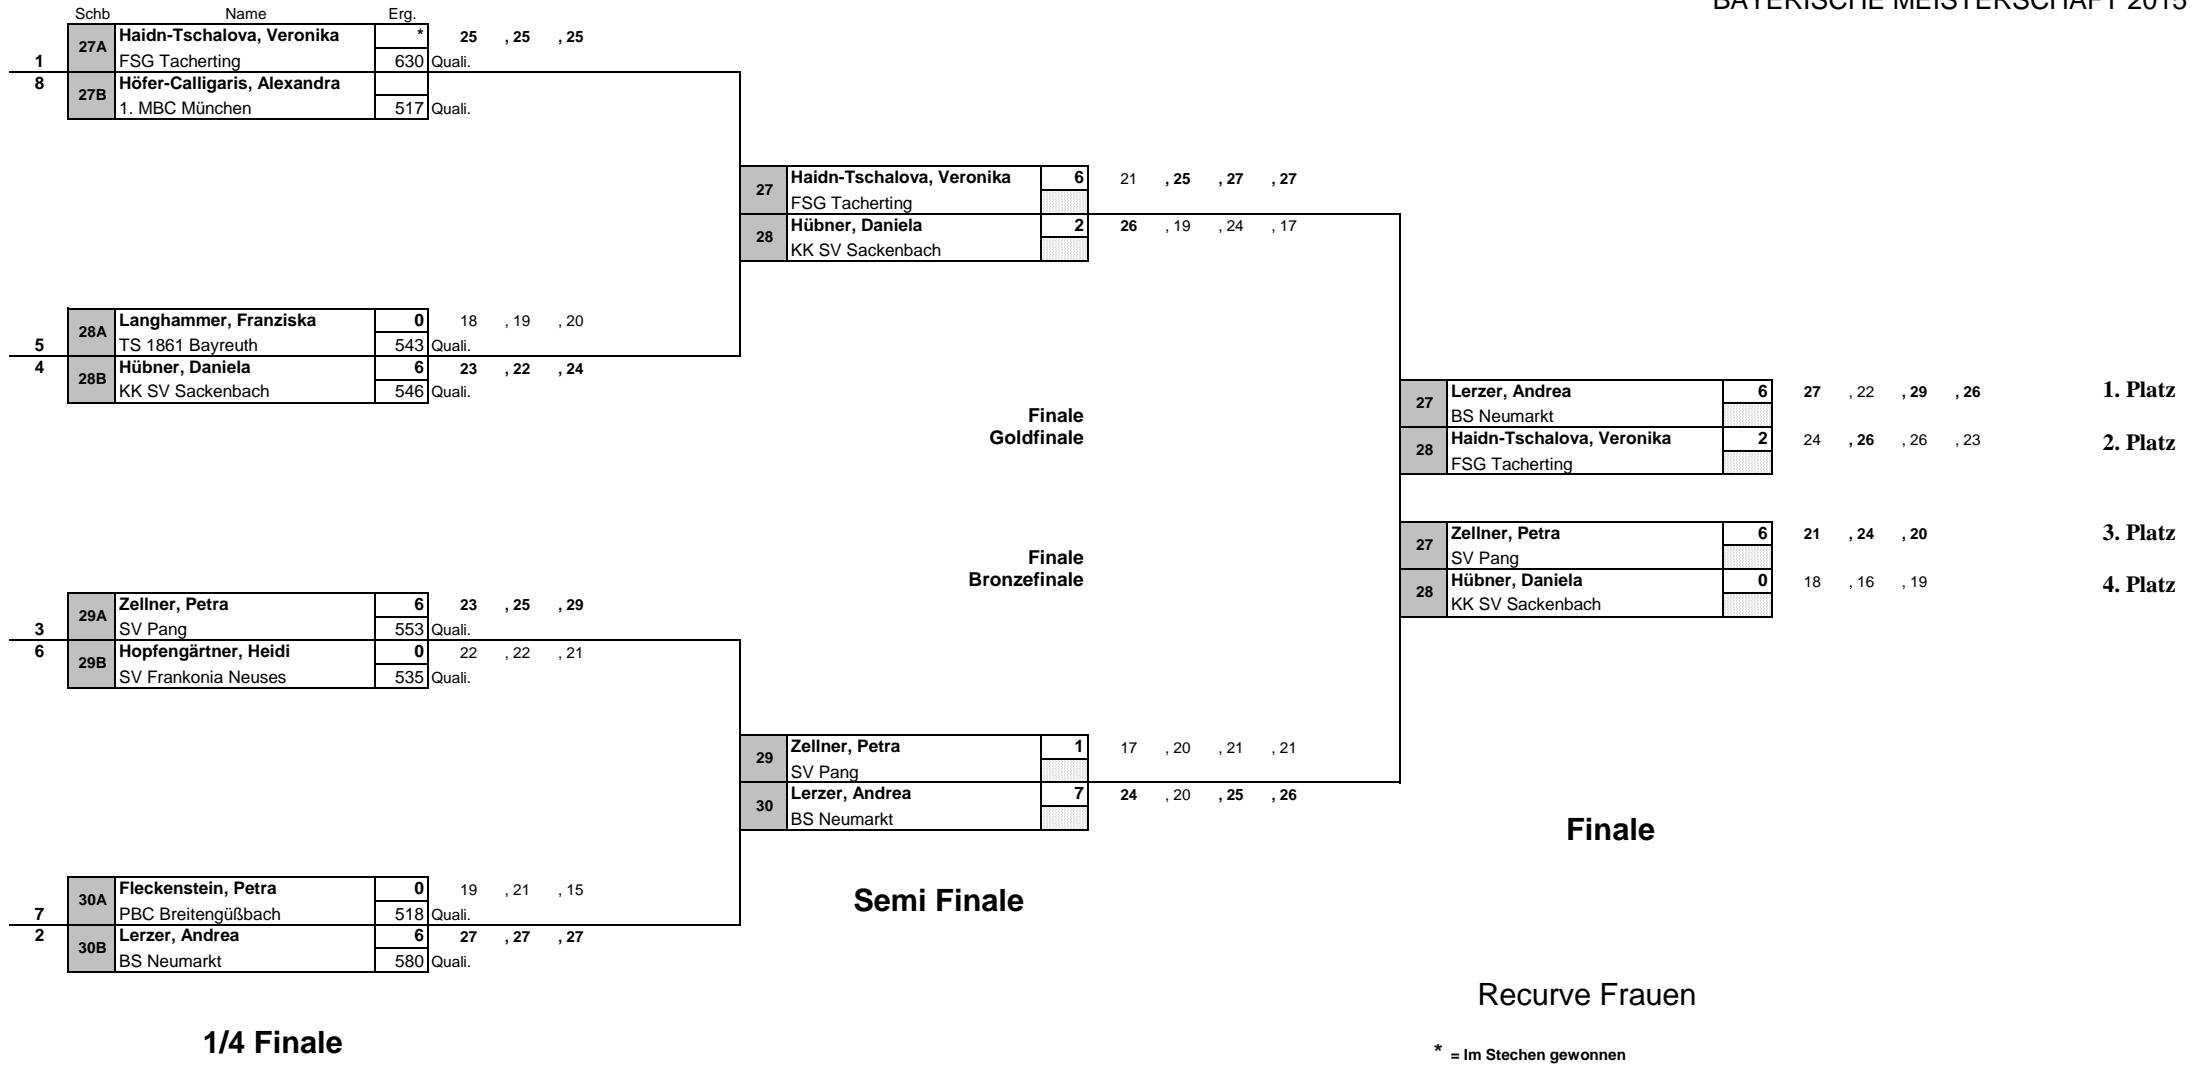 BAYERISCHE MEISTERSCHAFT 2015
Schb Name Erg.
27A Haidn-Tschalova, Veronika * 25 , 25 , 25
1 FSG Tacherting 630 Quali.
8 27B Höfer-Calligaris, Alexandra
1. MBC München 517 Quali.
27 Haidn-Tschalova, Veronika 6 21 , 25 , 27 , 27
FSG Tacherting
28 Hübner, Daniela 2 26 , 19 , 24 , 17
KK SV Sackenbach
28A Langhammer, Franziska 0 18 , 19 , 20
5 TS 1861 Bayreuth 543 Quali.
4 28B Hübner, Daniela 6 23 , 22 , 24
KK SV Sackenbach 546 Quali.
27 Lerzer, Andrea 6 27 , 22 , 29 , 26 1. Platz
BS Neumarkt
28 Haidn-Tschalova, Veronika 2 24 , 26 , 26 , 23 2. Platz
FSG Tacherting
Finale
Goldfinale
27 Zellner, Petra 6 21 , 24 , 20 3. Platz
SV Pang
28 Hübner, Daniela 0 18 , 16 , 19 4. Platz
KK SV Sackenbach
Finale
Bronzefinale
29A Zellner, Petra 6 23 , 25 , 29
3 SV Pang 553 Quali.
6 29B Hopfengärtner, Heidi 0 22 , 22 , 21
SV Frankonia Neuses 535 Quali.
29 Zellner, Petra 1 17 , 20 , 21 , 21
SV Pang
30 Lerzer, Andrea 7 24 , 20 , 25 , 26
BS Neumarkt
Finale
30A Fleckenstein, Petra 0 19 , 21 , 15
7 PBC Breitengüßbach 518 Quali.
2 30B Lerzer, Andrea 6 27 , 27 , 27
BS Neumarkt 580 Quali.
Semi Finale
Recurve Frauen
1/4 Finale
* = Im Stechen gewonnen